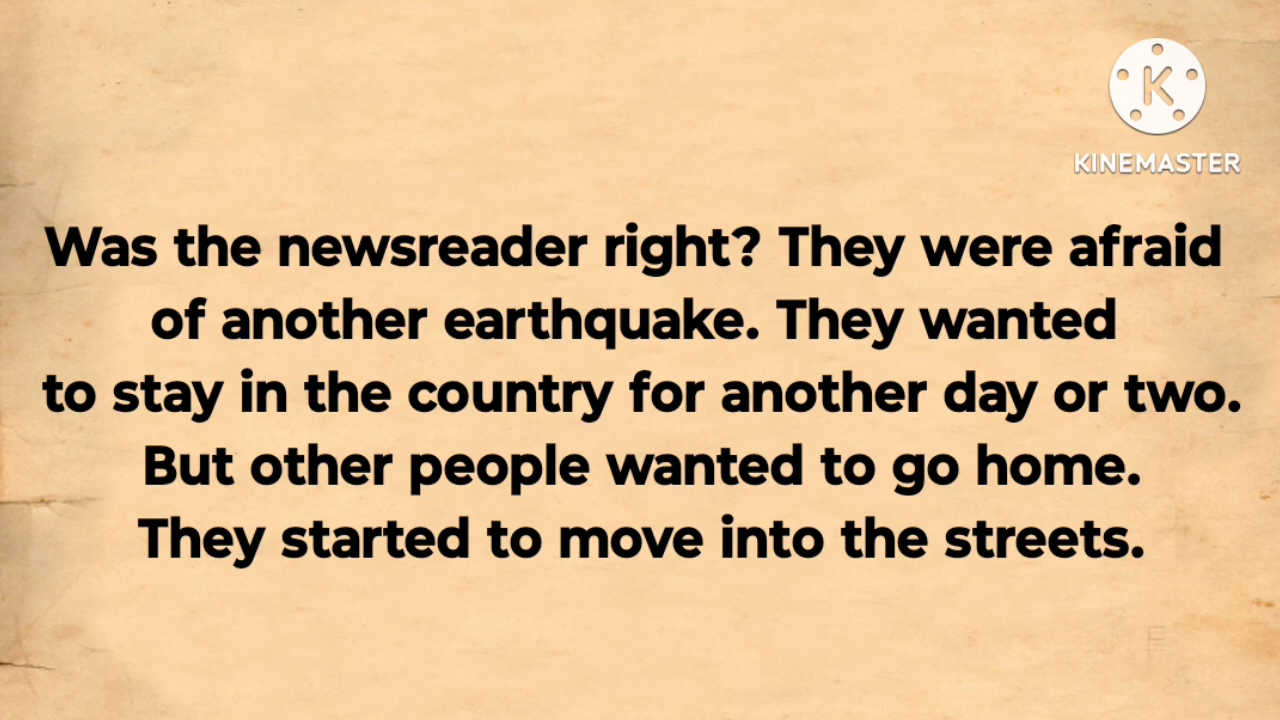 K
KINEMASTER
Was the newsreader right? They were afraid
of another earthquake. They wanted
to stay in the country for another day or two.
But other people wanted to go home.
They started to move into the streets.